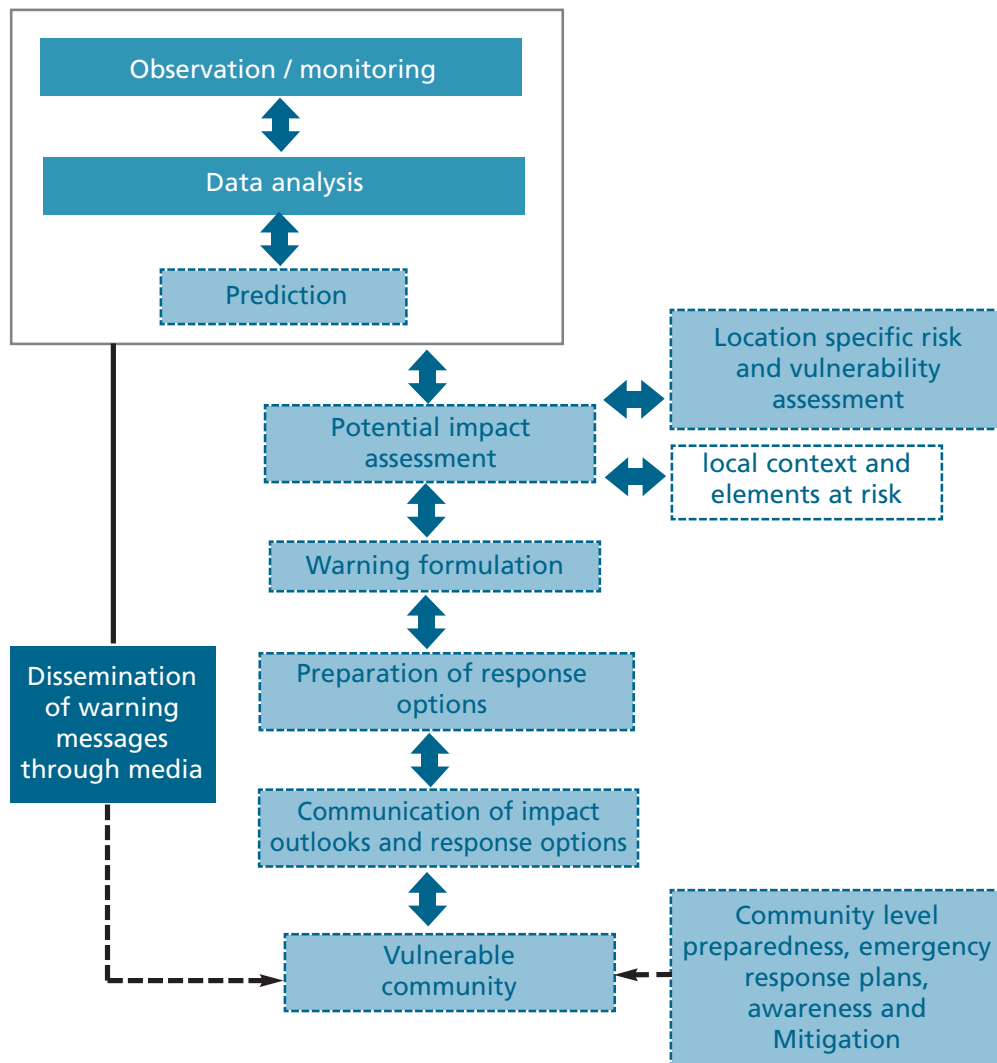 Observation / monitoring
Data analysis
Prediction
Location specific risk
and vulnerability
assessment
Potential impact
assessment
local context and
elements at risk
Warning formulation
Dissemination
of warning
messages
through media
Preparation of response
options
Communication of impact
outlooks and response options
Vulnerable
community
Community level
preparedness, emergency
response plans,
awareness and
Mitigation